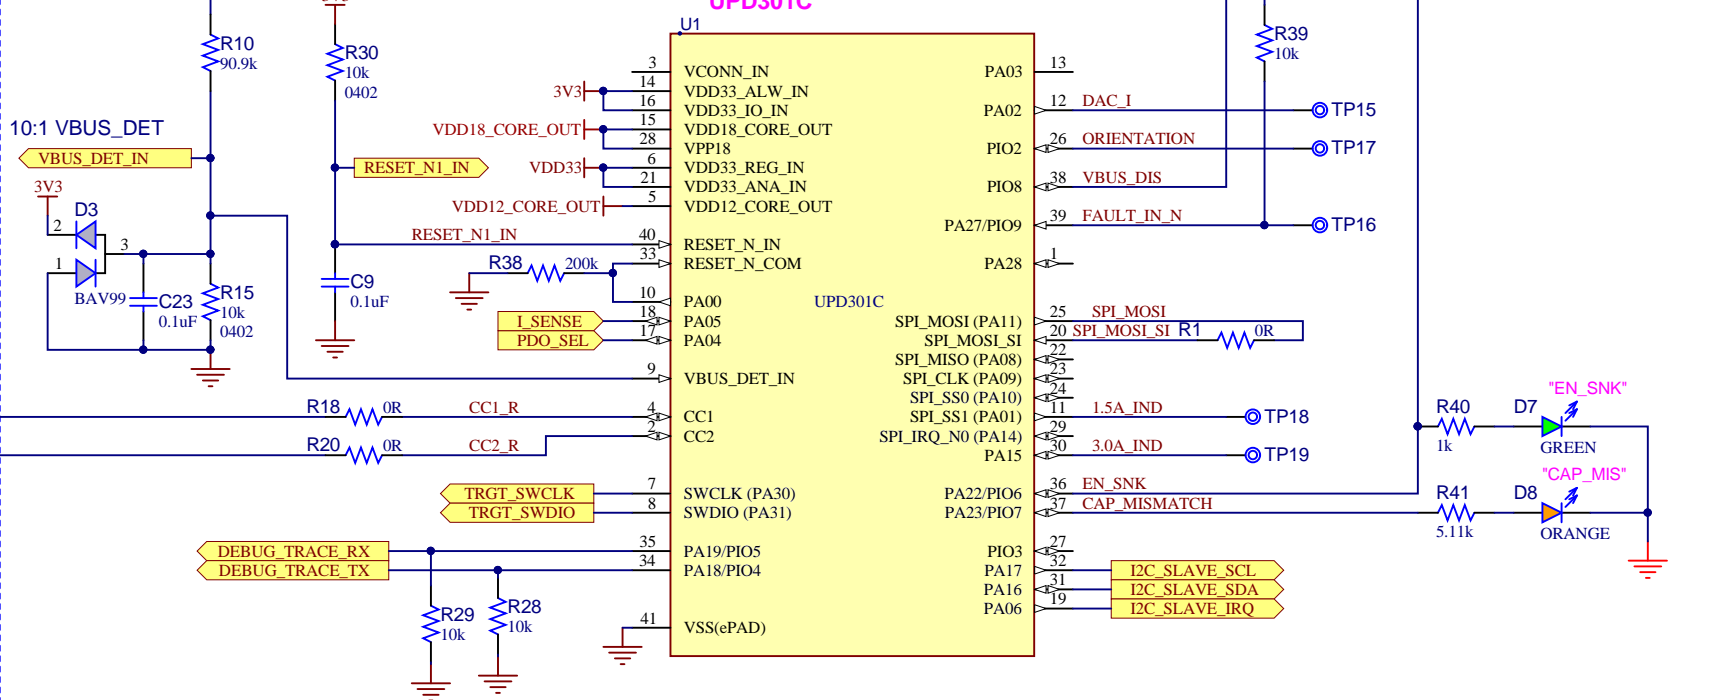 UPD301C
U1
R10
90.9k
R30
10k
0402
R39
10k
10:1 VBUS_DET
VBUS_DET_IN
RESET_N1_IN
3V3
D3
2
3
1
BAV99
C23
0.1uF
R15
10k
0402
C9
0.1uF
3V3
VDD18_CORE_OUT
VDD33
VDD12_CORE_OUT
RESET_N1_IN
R38
200k
I_SENSE
PDO_SEL
R18
0R
CC1_R
R20
0R
CC2_R
TRGT_SWCLK
TRGT_SWDIO
DEBUG_TRACE_RX
DEBUG_TRACE_TX
R29
10k
R28
10k
3 VCONN_IN
14 VDD33_ALW_IN
16 VDD33_IO_IN
15 VDD18_CORE_OUT
28 VPP18
6 VDD33_REG_IN
21 VDD33_ANA_IN
5 VDD12_CORE_OUT
40 RESET_N_IN
33 RESET_N_COM
10 PA00
18 PA05
17 PA04
9 VBUS_DET_IN
4 CC1
2 CC2
7 SWCLK (PA30)
8 SWDIO (PA31)
35 PA19/PIO5
34 PA18/PIO4
41 VSS(ePAD)
UPD301C
PA03 13
PA02 12 DAC_I TP15
PIO2 26 ORIENTATION TP17
PIO8 38 VBUS_DIS
PA27/PIO9 39 FAULT_IN_N TP16
PA28 1
SPI_MOSI (PA11) 25 SPI_MOSI
SPI_MOSI_SI 20 SPI_MOSI_SI R1 0R
SPI_MISO (PA08) 22
SPI_CLK (PA09) 23
SPI_SS0 (PA10) 24
SPI_SS1 (PA01) 11 1.5A_IND TP18
SPI_IRQ_N0 (PA14) 29
PA15 30 3.0A_IND TP19
PA22/PIO6 36 EN_SNK
PA23/PIO7 37 CAP_MISMATCH
PIO3 27
PA17 32 I2C_SLAVE_SCL
PA16 31 I2C_SLAVE_SDA
PA06 19 I2C_SLAVE_IRQ
"EN_SNK"
R40
1k
D7
GREEN
"CAP_MIS"
R41
5.11k
D8
ORANGE